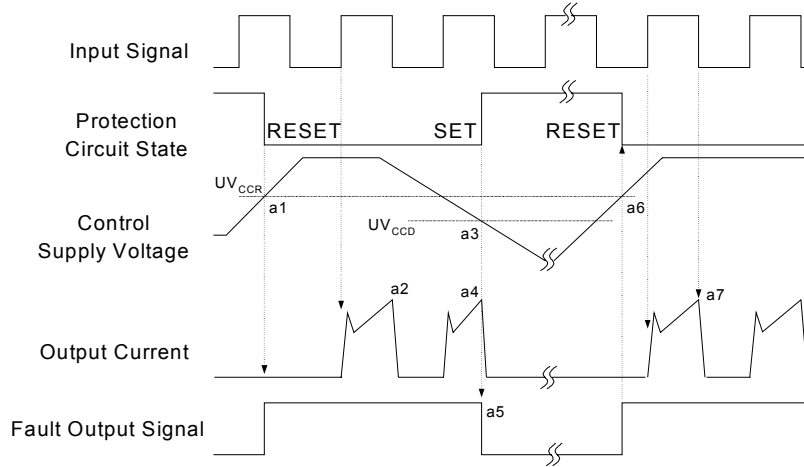 Input Signal
Protection
Circuit State
RESET
SET
RESET
UVCCR
a1
a6
Control
Supply Voltage
UVCCD
a3
a2
a4
a7
Output Current
a5
Fault Output Signal